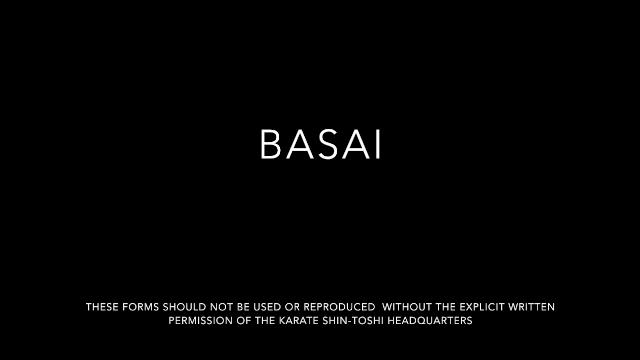 BASAI
THESE FORMS SHOULD NOT BE USED OR REPRODUCED  WITHOUT THE EXPLICIT WRITTEN
PERMISSION OF THE KARATE SHIN-TOSHI HEADQUARTERS